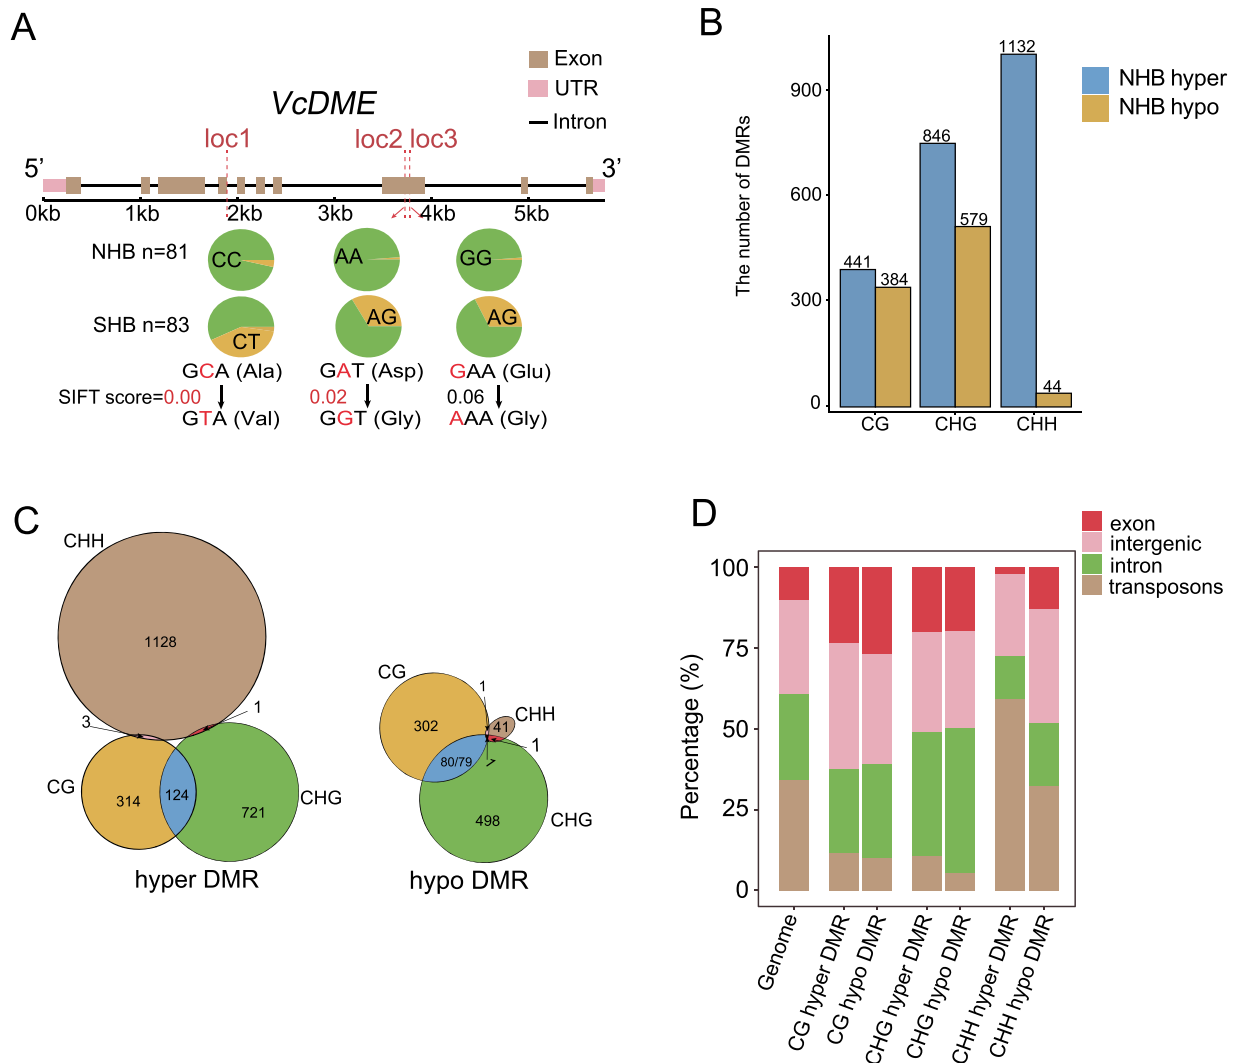 A
Exon
UTR
Intron
VcDME
loc1 loc2 loc3
5’ 3’
0kb 1kb 2kb 3kb 4kb 5kb
NHB n=81 CC AA GG
SHB n=83 CT AG AG
GCA (Ala) GAT (Asp) GAA (Glu)
SIFT score=0.00 0.02 0.06
GTA (Val) GGT (Gly) AAA (Gly)
B
NHB hyper
NHB hypo
The number of DMRs
900
600
300
0
441 384 846 579 1132 44
CG CHG CHH
C
CHH
1128
3 1
CG 314 124 721 CHG
hyper DMR
CG 302 1 CHH 41
80/79 1 1
498 CHG
hypo DMR
D
exon
intergenic
intron
transposons
Percentage (%)
100
75
50
25
0
Genome
CG hyper DMR
CG hypo DMR
CHG hyper DMR
CHG hypo DMR
CHH hyper DMR
CHH hypo DMR